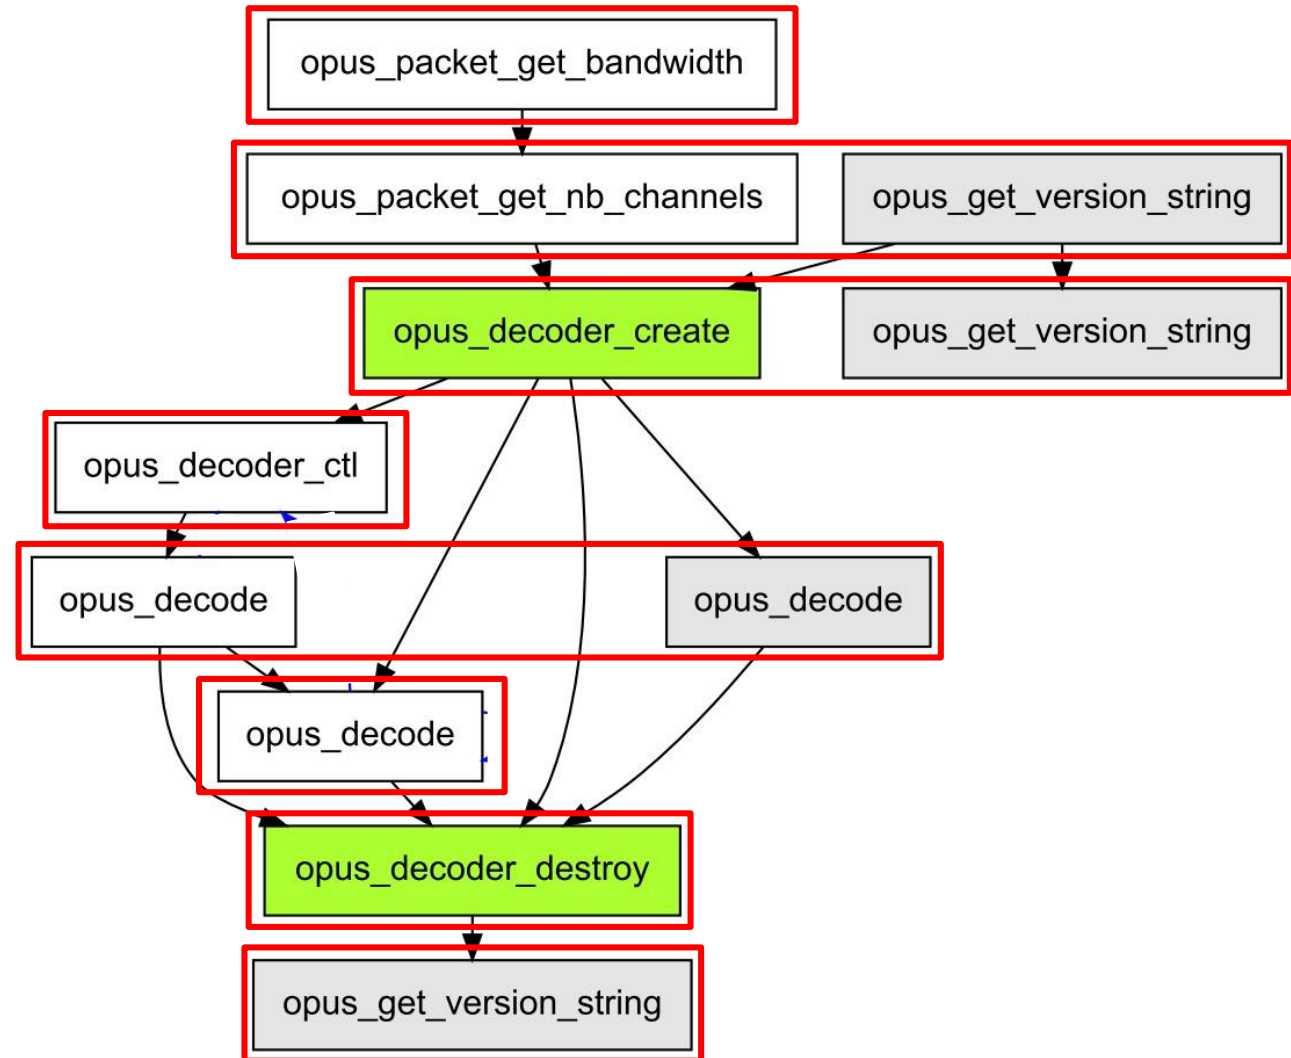 opus_packet_get_bandwidth
opus_packet_get_nb_channels
opus_get_version_string
opus_decoder_create
opus_get_version_string
opus_decoder_ctl
opus_decode
opus_decode
opus_decode
opus_decoder_destroy
opus_get_version_string